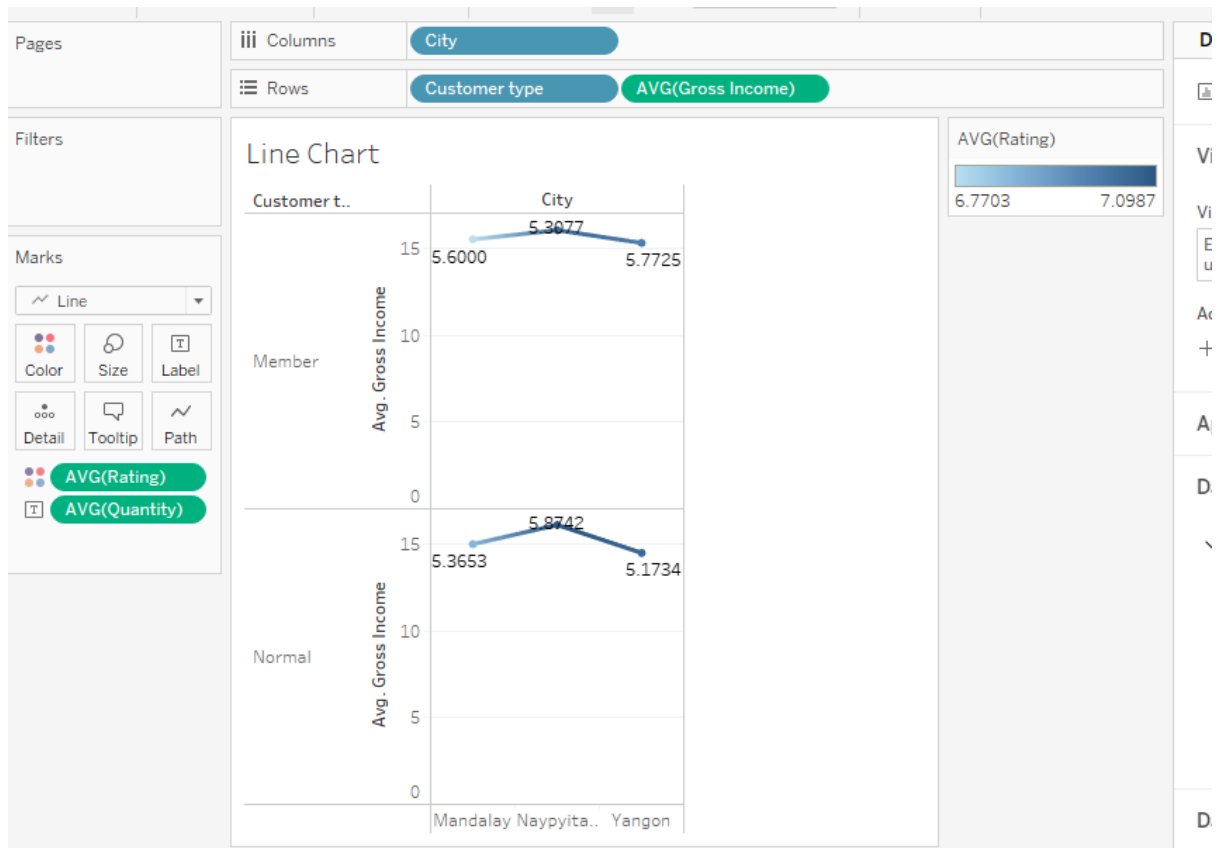 Pages
Columns
City
Rows
Customer type
AVG(Gross Income)
Filters
Marks
Line
Color
Size
Label
Detail
Tooltip
Path
AVG(Rating)
AVG(Quantity)
Line Chart
Customer t..
City
Member
Avg. Gross Income
15
10
5
0
5.6000
5.3077
5.7725
Normal
Avg. Gross Income
15
10
5
0
5.3653
5.8742
5.1734
Mandalay Naypyita.. Yangon
AVG(Rating)
6.7703 7.0987
D
Vi
Vi
E
u
+
D
D